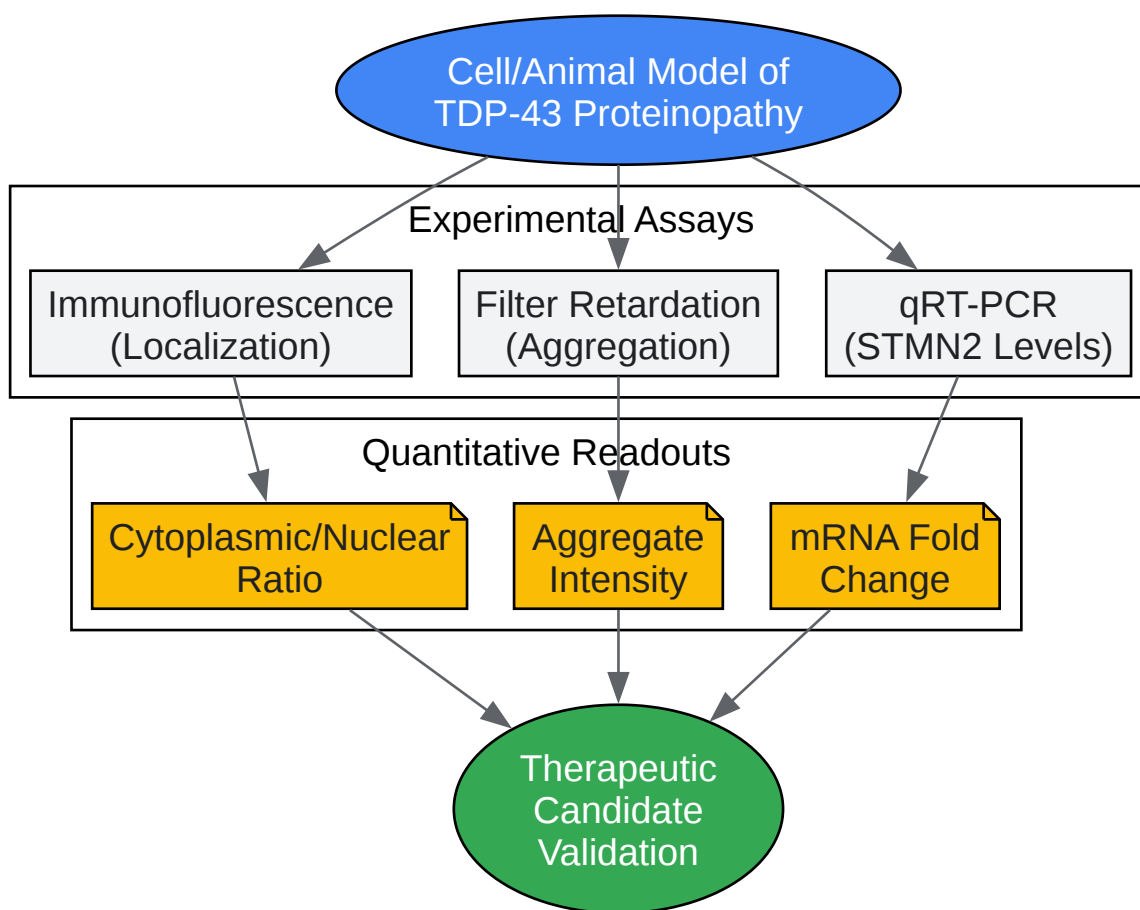 Cell/Animal Model of
TDP-43 Proteinopathy
Experimental Assays
Immunofluorescence
(Localization)
Filter Retardation
(Aggregation)
qRT-PCR
(STMN2 Levels)
Quantitative Readouts
Cytoplasmic/Nuclear
Ratio
Aggregate
Intensity
mRNA Fold
Change
Therapeutic
Candidate
Validation